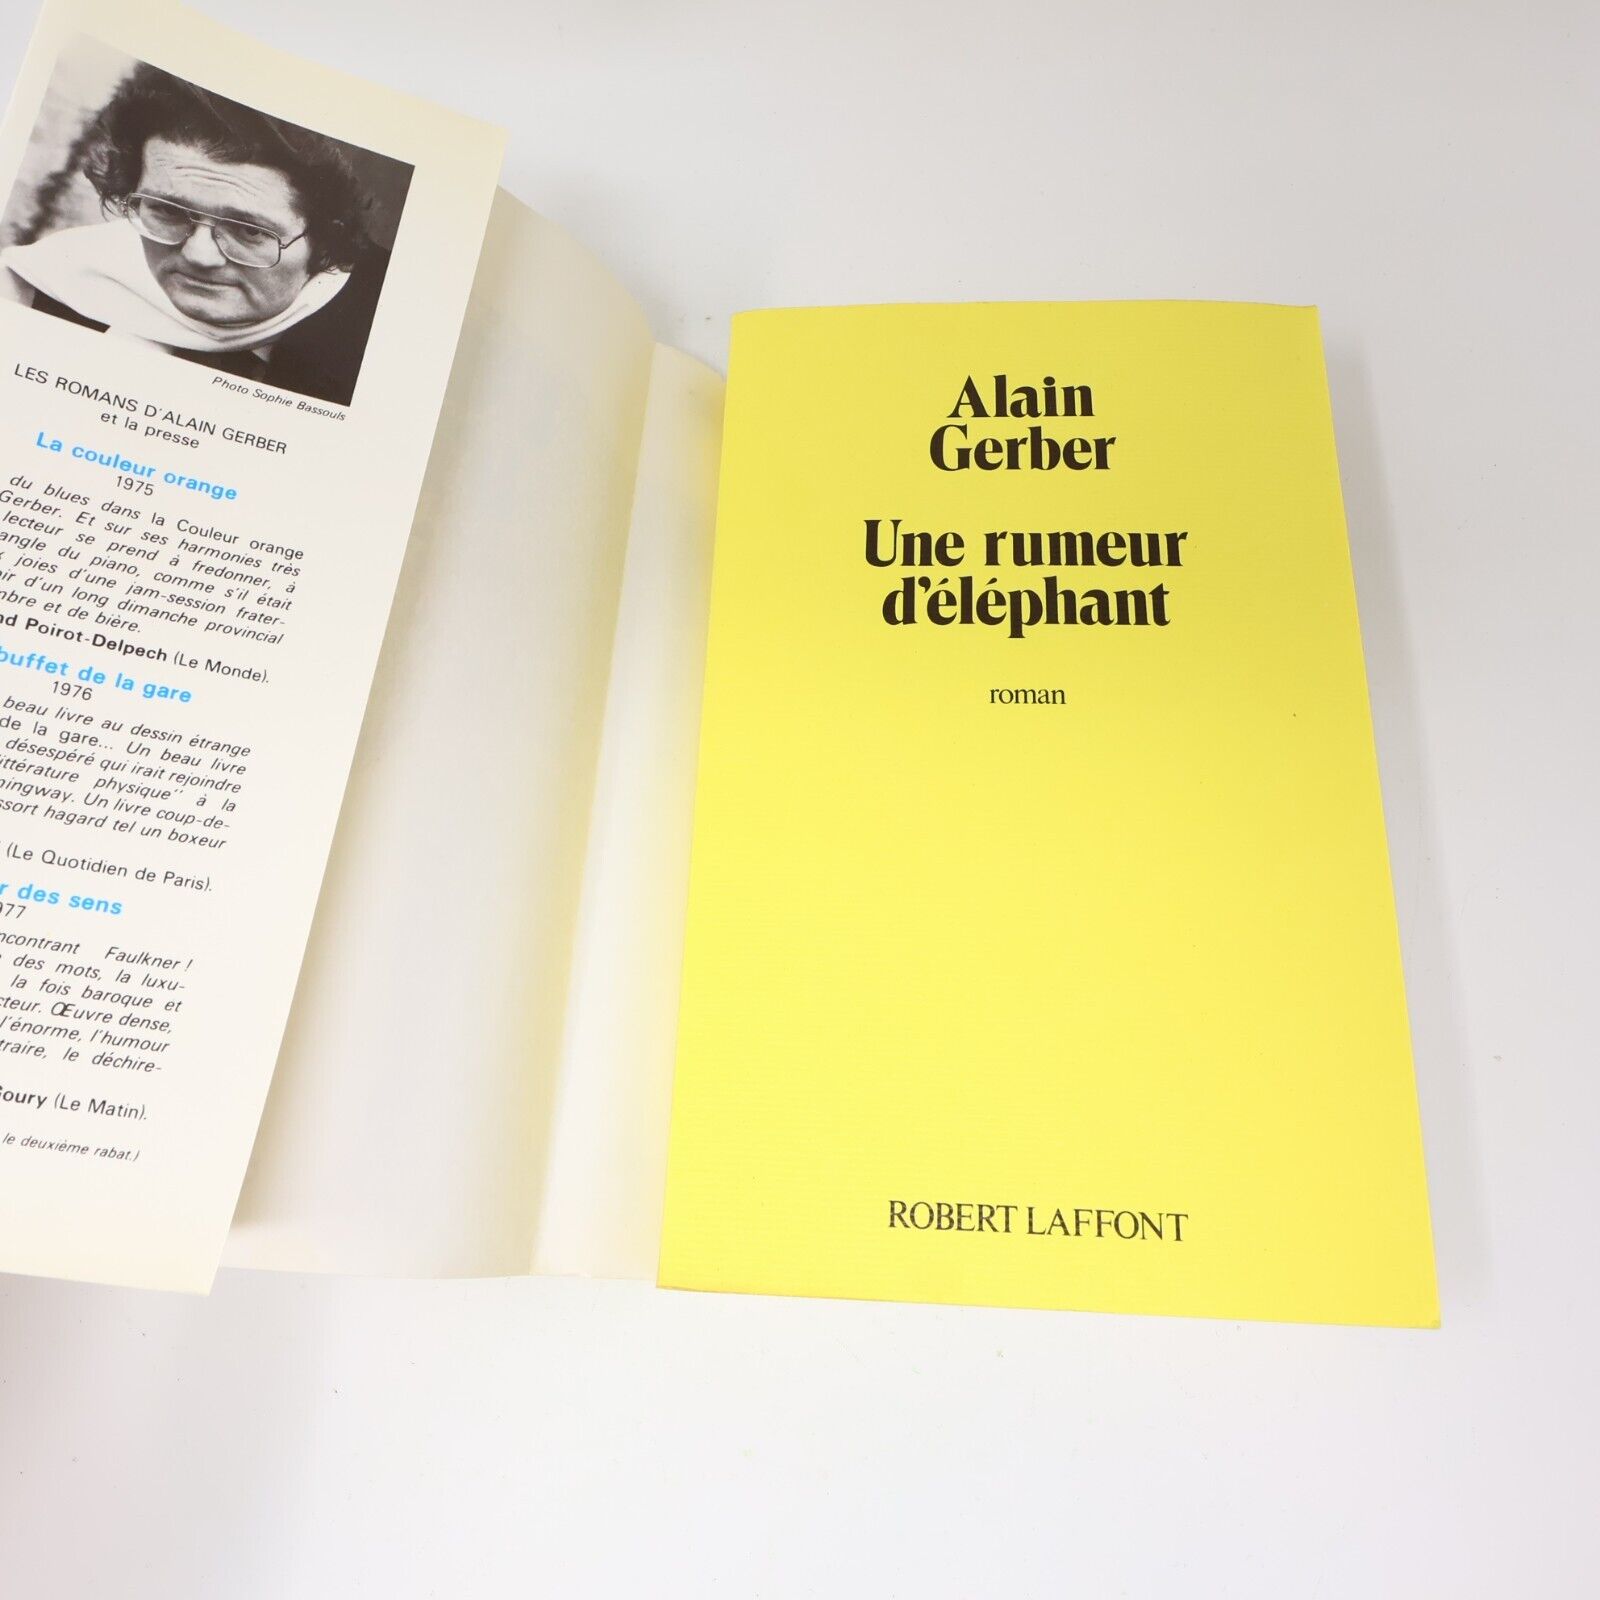 Photo Sophie Bassouls
LES ROMANS D'ALAIN GERBER
et la presse
La couleur orange
1975
du blues dans la Couleur orange
Gerber. Et sur ses harmonies très
lecteur se prend à fredonner, à
angle du piano, comme s'il était
joies d'une jam-session frater-
d'un long dimanche provincial
et de bière.
Poirot-Delpech (Le Monde).
buffet de la gare
1976
beau livre au dessin étrange
de la gare... Un beau livre
désespéré qui irait rejoindre
physique" à la
Un livre coup-de-
hagard tel un boxeur
(Le Quotidien de Paris).
des sens
Faulkner !
des mots, la luxu-
la fois baroque et
Œuvre dense,
l'énorme, l'humour
le déchire-
Goury (Le Matin).
le deuxième rabat.)
Alain
Gerber
Une rumeur
d'éléphant
roman
ROBERT LAFFONT